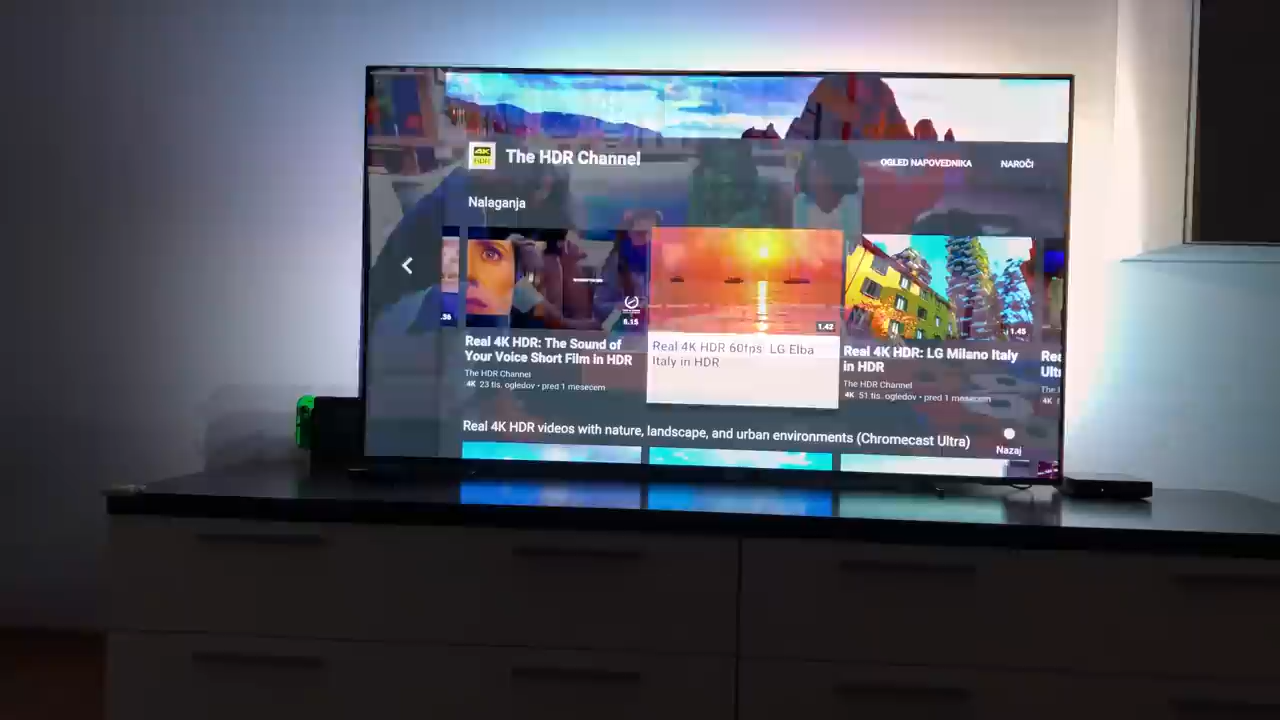 4K
HDR
The HDR Channel
OGLED NAPOVEDNIKA
NAROČI
Nalaganja
.36
8.15
1.42
1.45
Real 4K HDR: The Sound of
Your Voice Short Film in HDR
The HDR Channel
4K 23 tis. ogledov • pred 1 mesecem
Real 4K HDR 60fps: LG Elba
Italy in HDR
Real 4K HDR: LG Milano Italy
in HDR
The HDR Channel
4K 51 tis. ogledov • pred 1 mesecem
Rea
Ultr
The
4K
Real 4K HDR videos with nature, landscape, and urban environments (Chromecast Ultra)
Nazaj